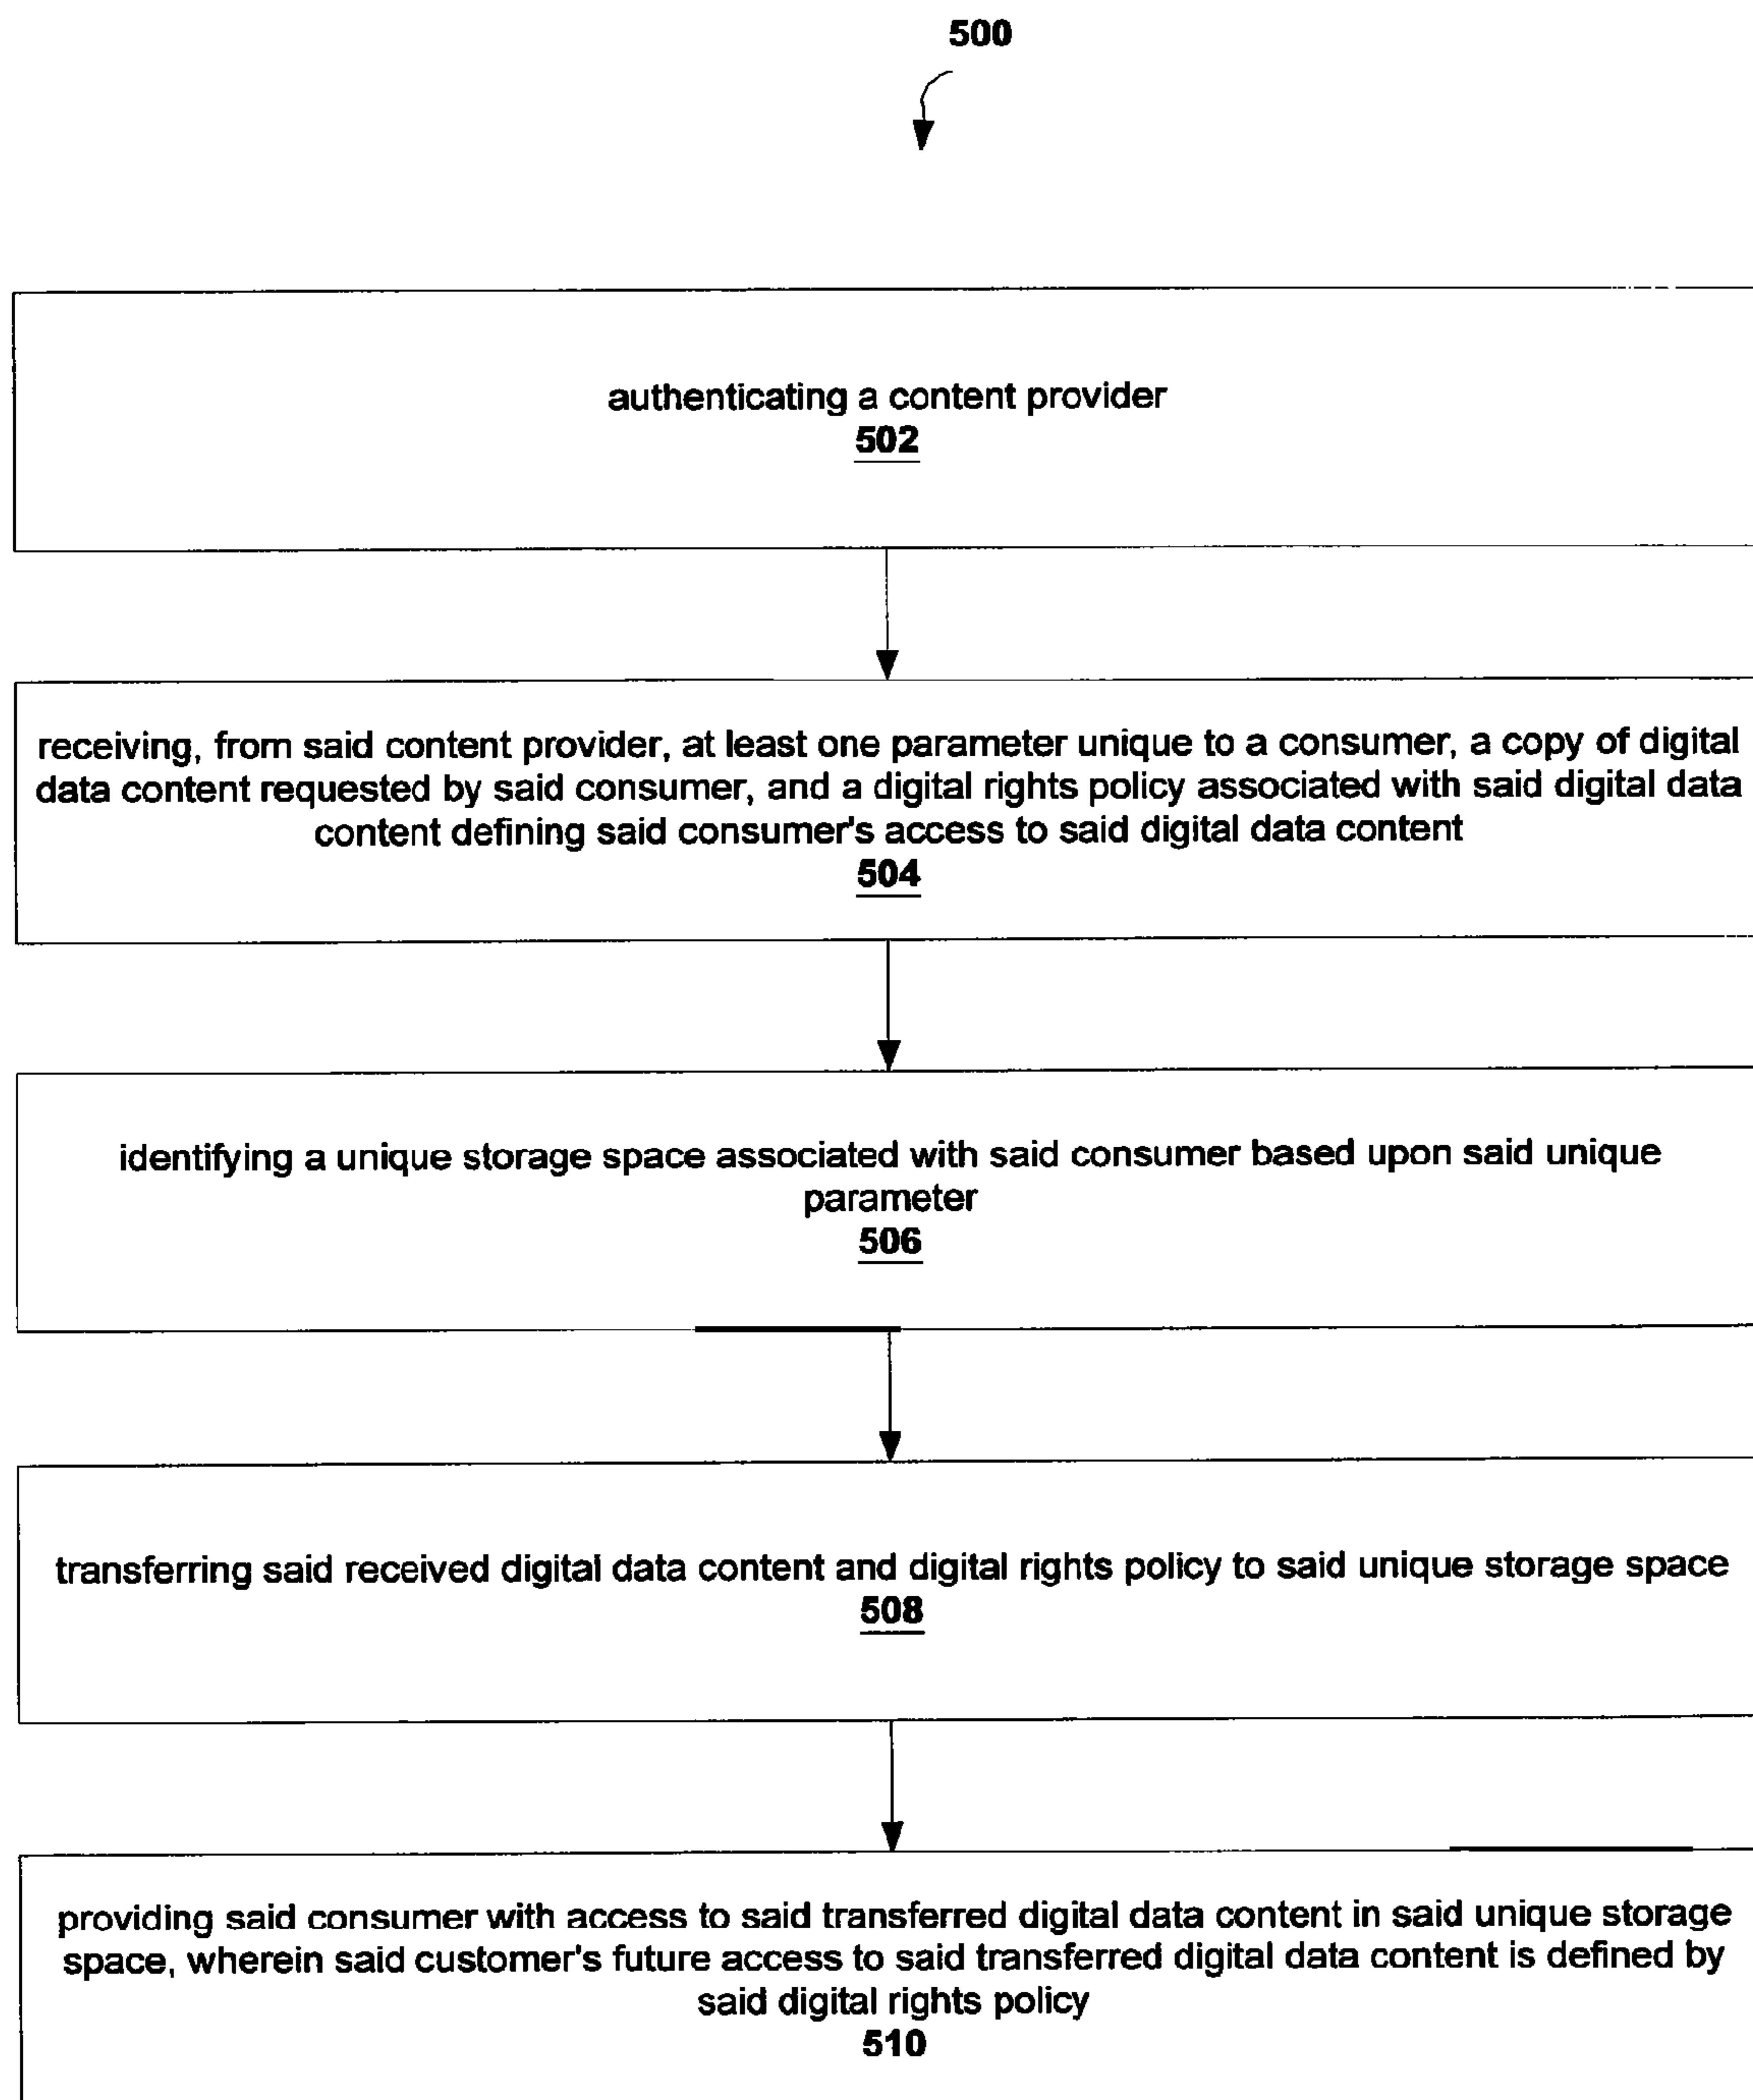 500
authenticating a content provider
502
receiving, from said content provider, at least one parameter unique to a consumer, a copy of digital
data content requested by said consumer, and a digital rights policy associated with said digital data
content defining said consumer's access to said digital data content
504
identifying a unique storage space associated with said consumer based upon said unique
parameter
506
transferring said received digital data content and digital rights policy to said unique storage space
508
providing said consumer with access to said transferred digital data content in said unique storage
space, wherein said customer's future access to said transferred digital data content is defined by
said digital rights policy
510